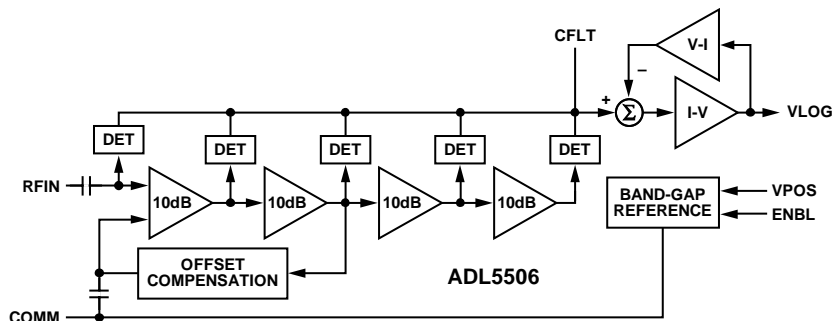 CFLT
V-I
–
+
Σ
I-V
VLOG
DET
DET
DET
DET
DET
RFIN
10dB
10dB
10dB
10dB
BAND-GAP
REFERENCE
VPOS
ENBL
OFFSET
COMPENSATION
ADL5506
COMM